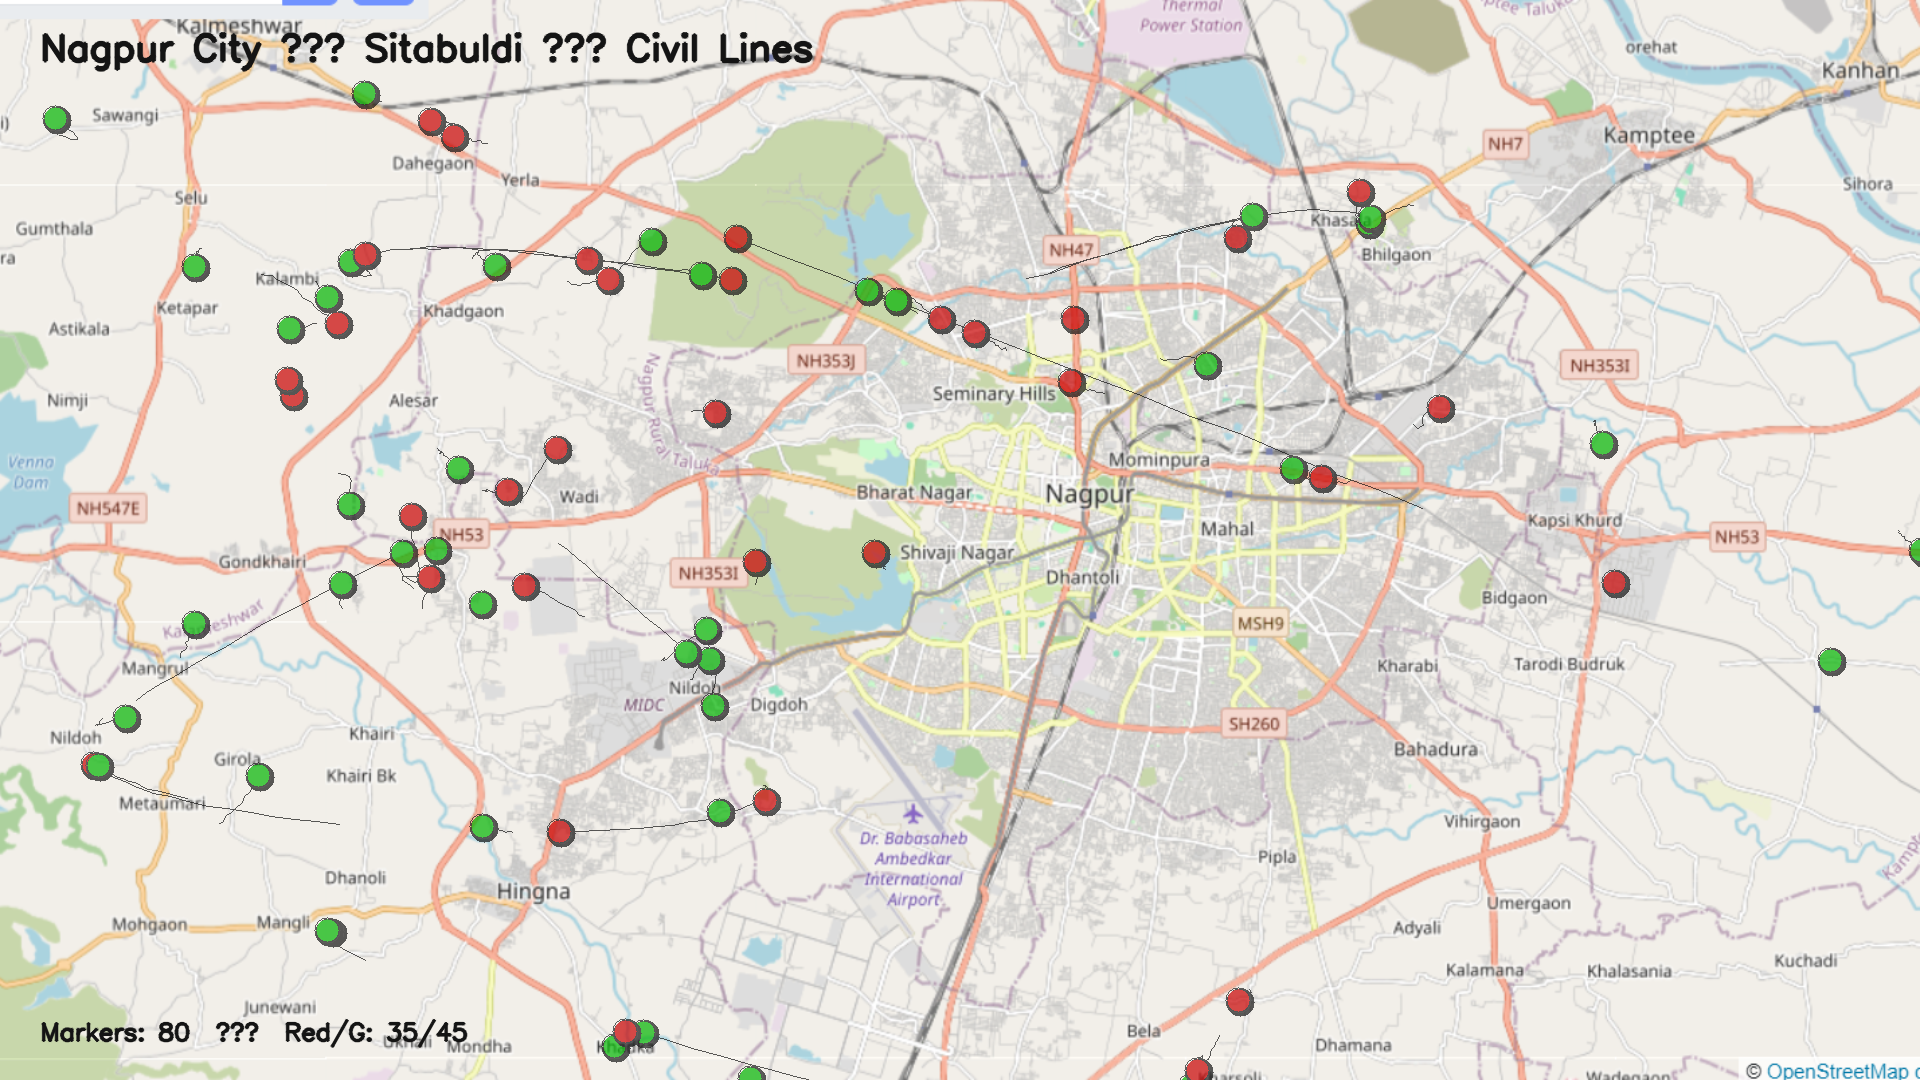 Thermal
Power Station
Kalmeshwar
orehat
Nagpur City ??? Sitabuldi ??? Civil Lines
Kanhan
Sawangi
i)
Kamptee
NH7
Dahegaon
Yerla
Sihora
Selu
Gumthala
NH47
Bhilgaon
ra
Kalambi
Ketapar
Khadgaon
Astikala
NH353J
NH353I
Seminary Hills
Nimji
Alesar
Nagpur Rural Taluka
Venna
Dam
Mominpura
Wadi
Bharat Nagar
Nagpur
NH547E
Kapsi Khurd
Mahal
NH53
NH53
Shivaji Nagar
Gondkhairi
NH353I
Dhantoli
Bidgaon
MSH9
Mangrul
Kharabi
Tarodi Budruk
Nildoh
MIDC
Digdoh
SH260
Nildoh
Khairi
Bahadura
Girola
Khairi Bk
Metaumari
Vihirgaon
Dr. Babasaheb
Ambedkar
International
Airport
Pipla
Dhanoli
Hingna
Umergaon
Mohgaon
Mangli
Adyali
Kuchadi
Kalamana
Khalasania
Junewani
Markers: 80 ??? Red/G: 35/45
Bela
Mondha
Dhamana
Wadegaon
© OpenStreetMap c